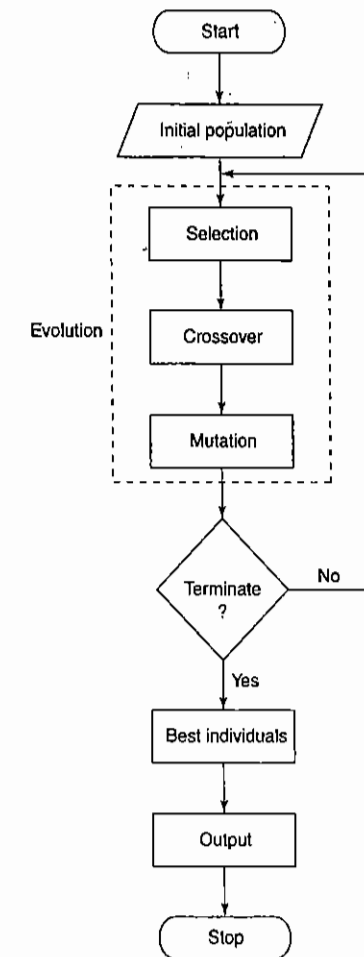 Start
Initial population
Selection
Evolution
Crossover
Mutation
Terminate
?
No
Yes
Best individuals
Output
Stop